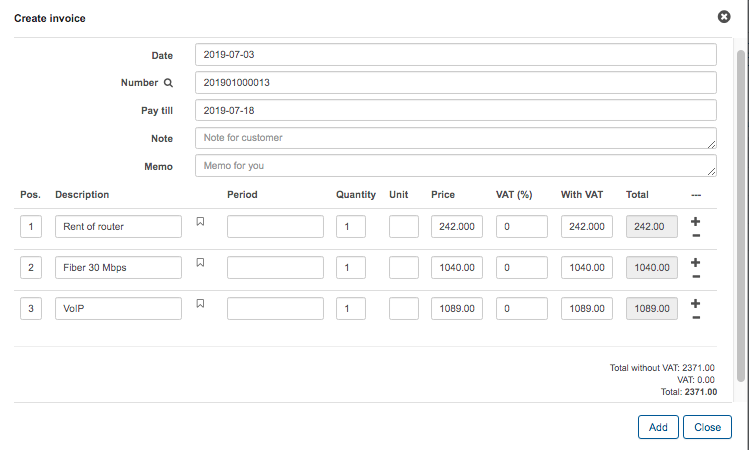 Create invoice
Date 2019-07-03
Number 201901000013
Pay till 2019-07-18
Note Note for customer
Memo Memo for you
Pos. Description Period Quantity Unit Price VAT (%) With VAT Total ---
1 Rent of router 1 242.000 0 242.000 242.00 + −
2 Fiber 30 Mbps 1 1040.00 0 1040.00 1040.00 + −
3 VoIP 1 1089.00 0 1089.00 1089.00 + −
Total without VAT: 2371.00
VAT: 0.00
Total: 2371.00
Add Close